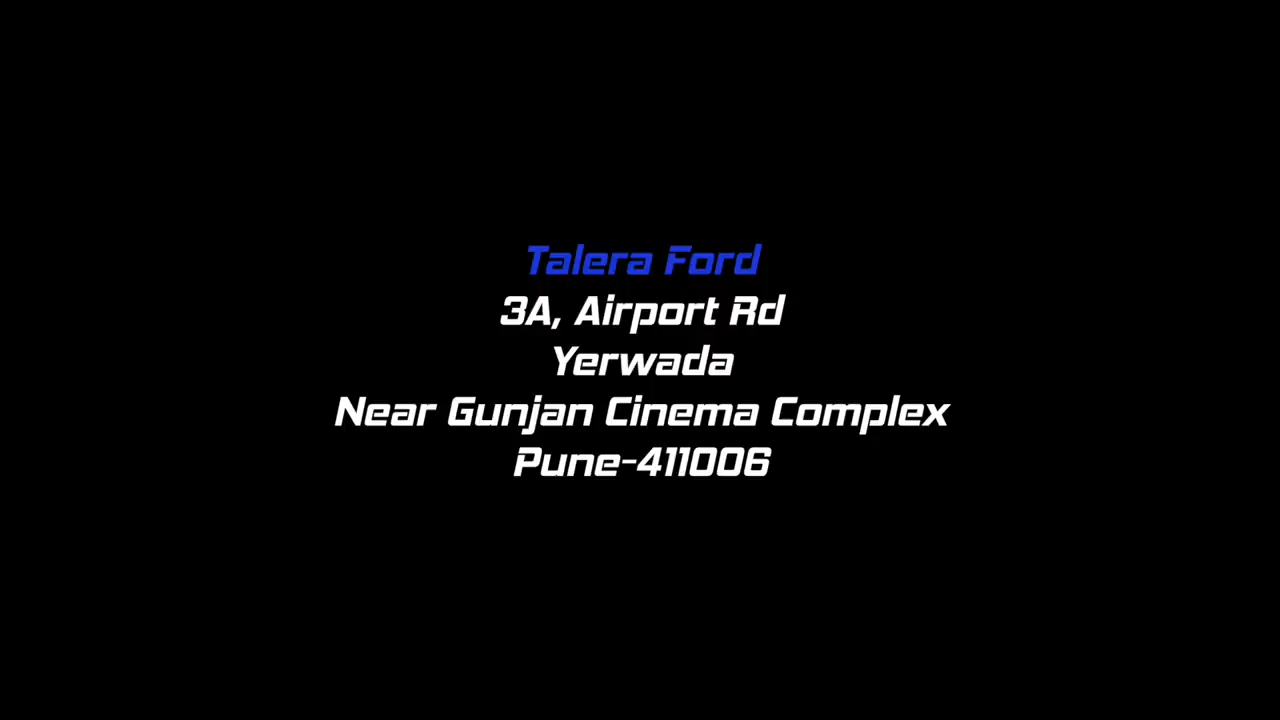 Talera Ford
3A, Airport Rd
Yerwada
Near Gunjan Cinema Complex
Pune-411006